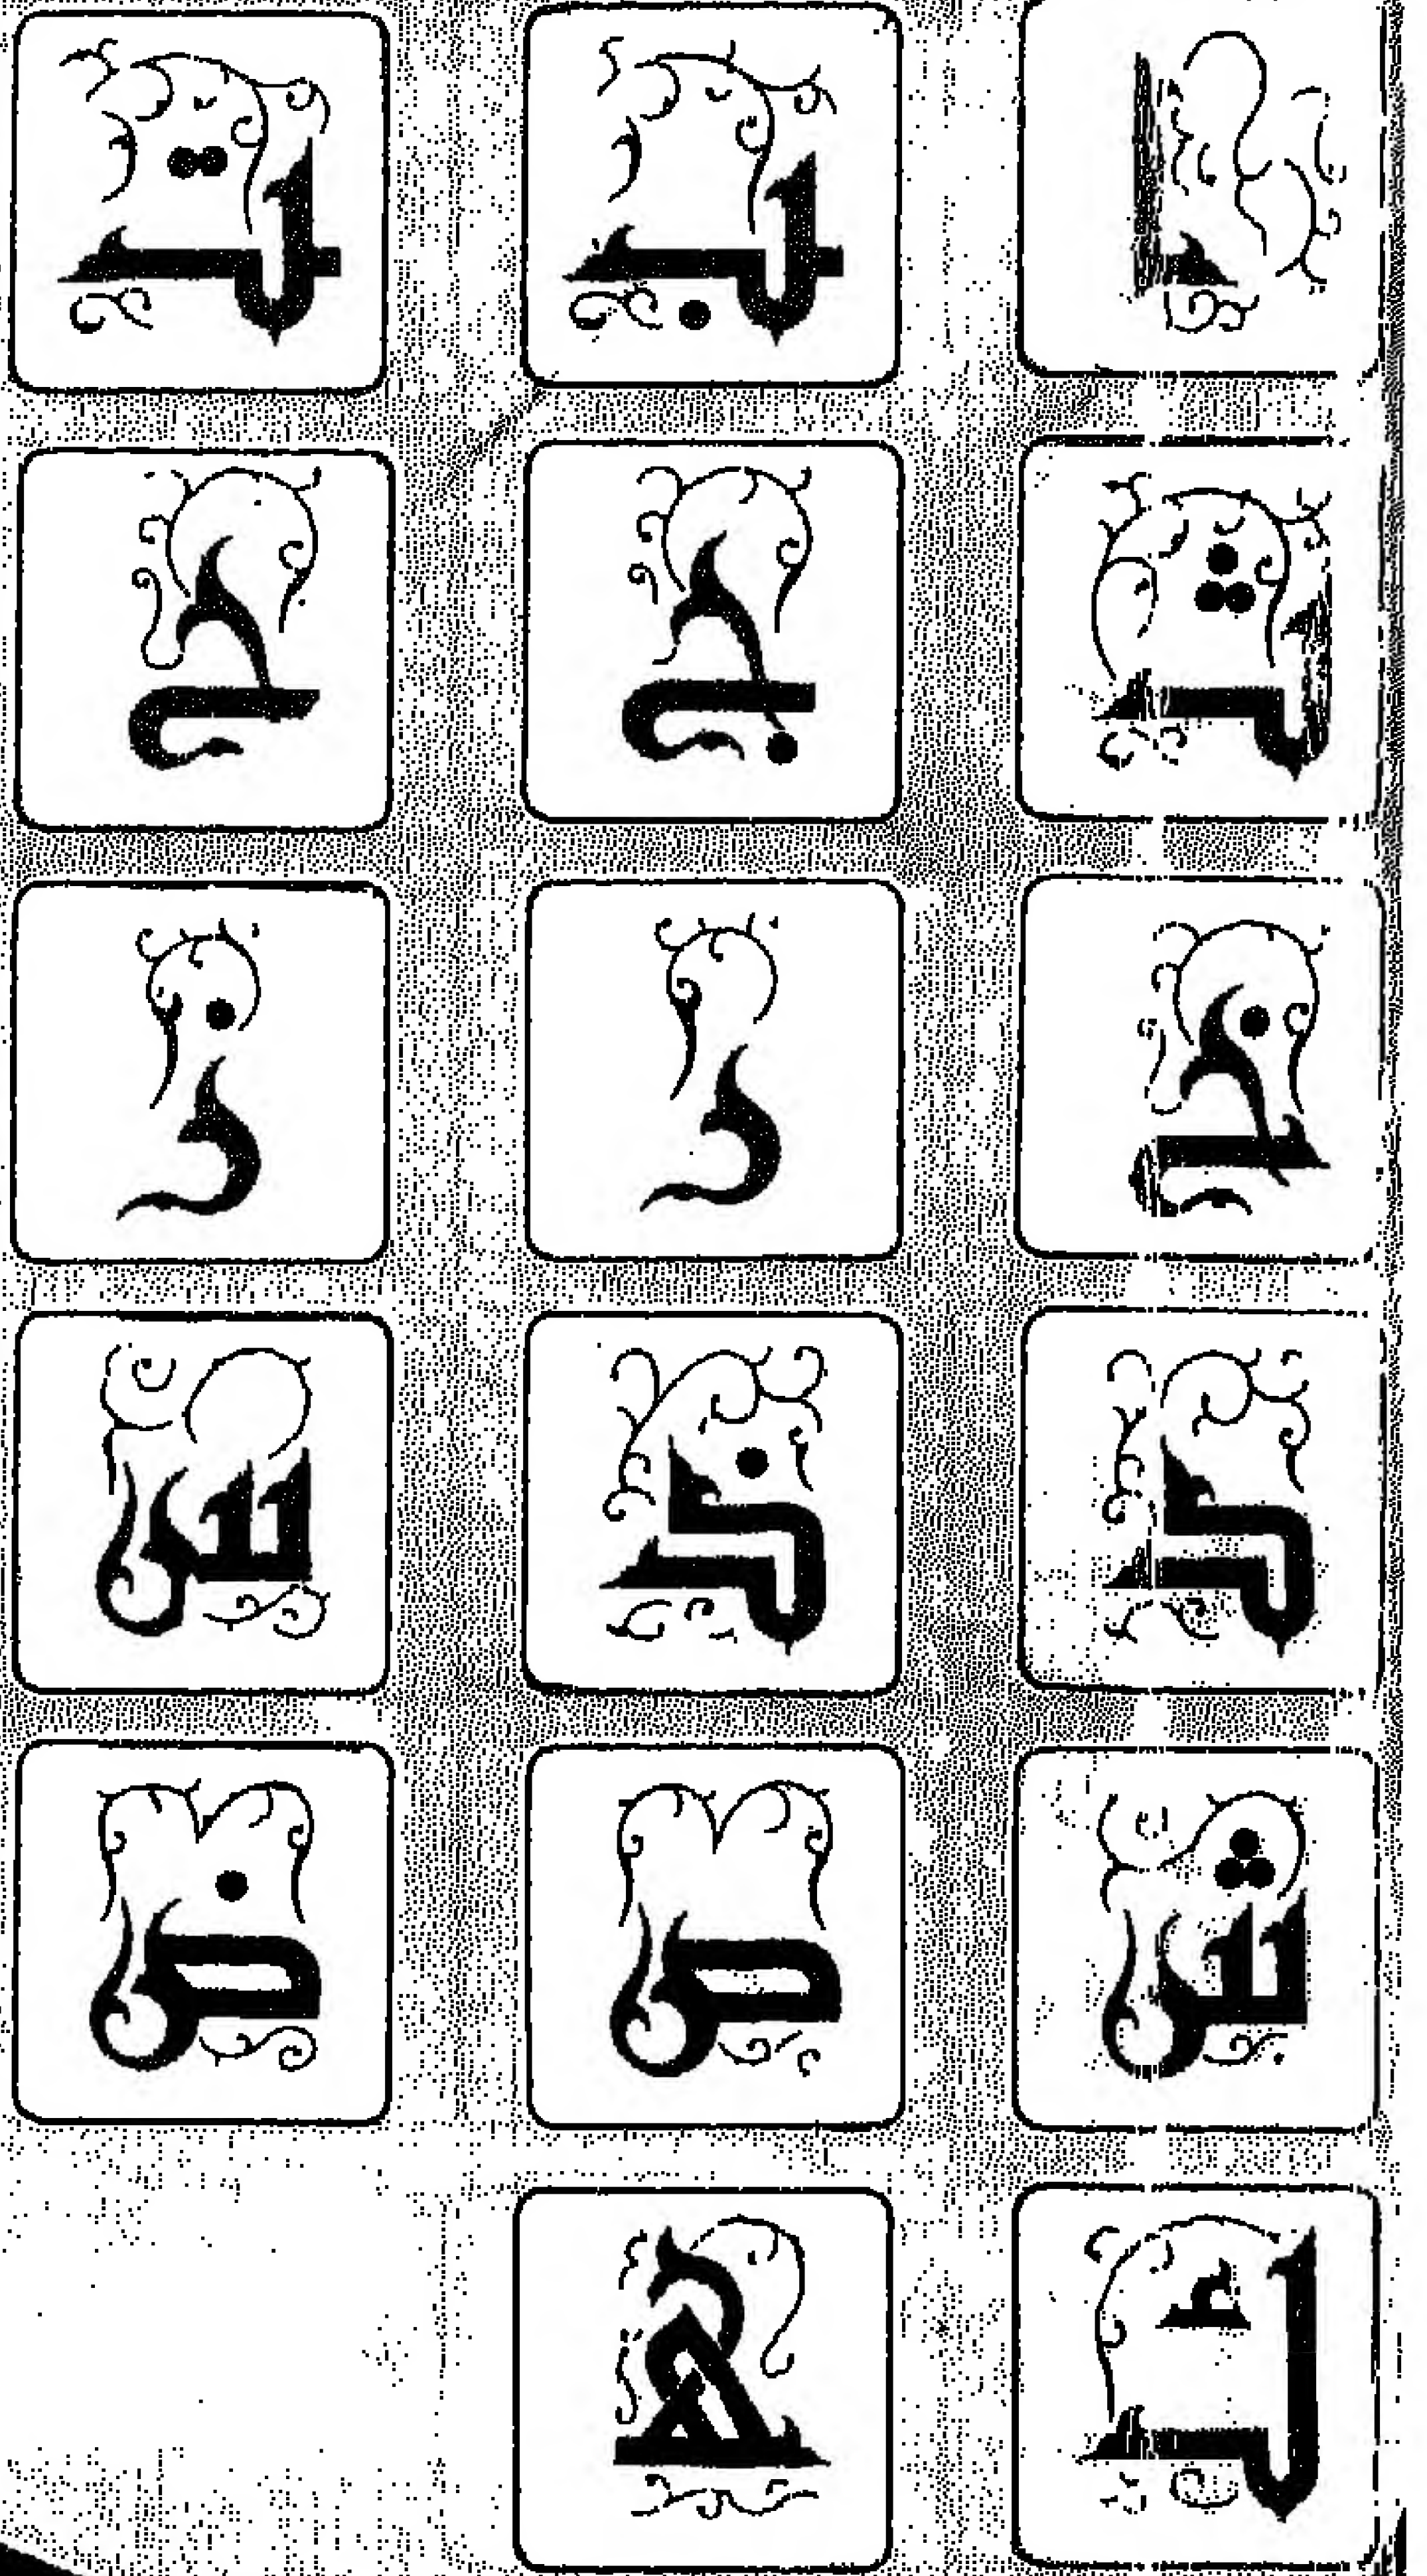 ا ب ت
ث ج ح
خ د ذ
ر ز س
ش ص ض
ك لا